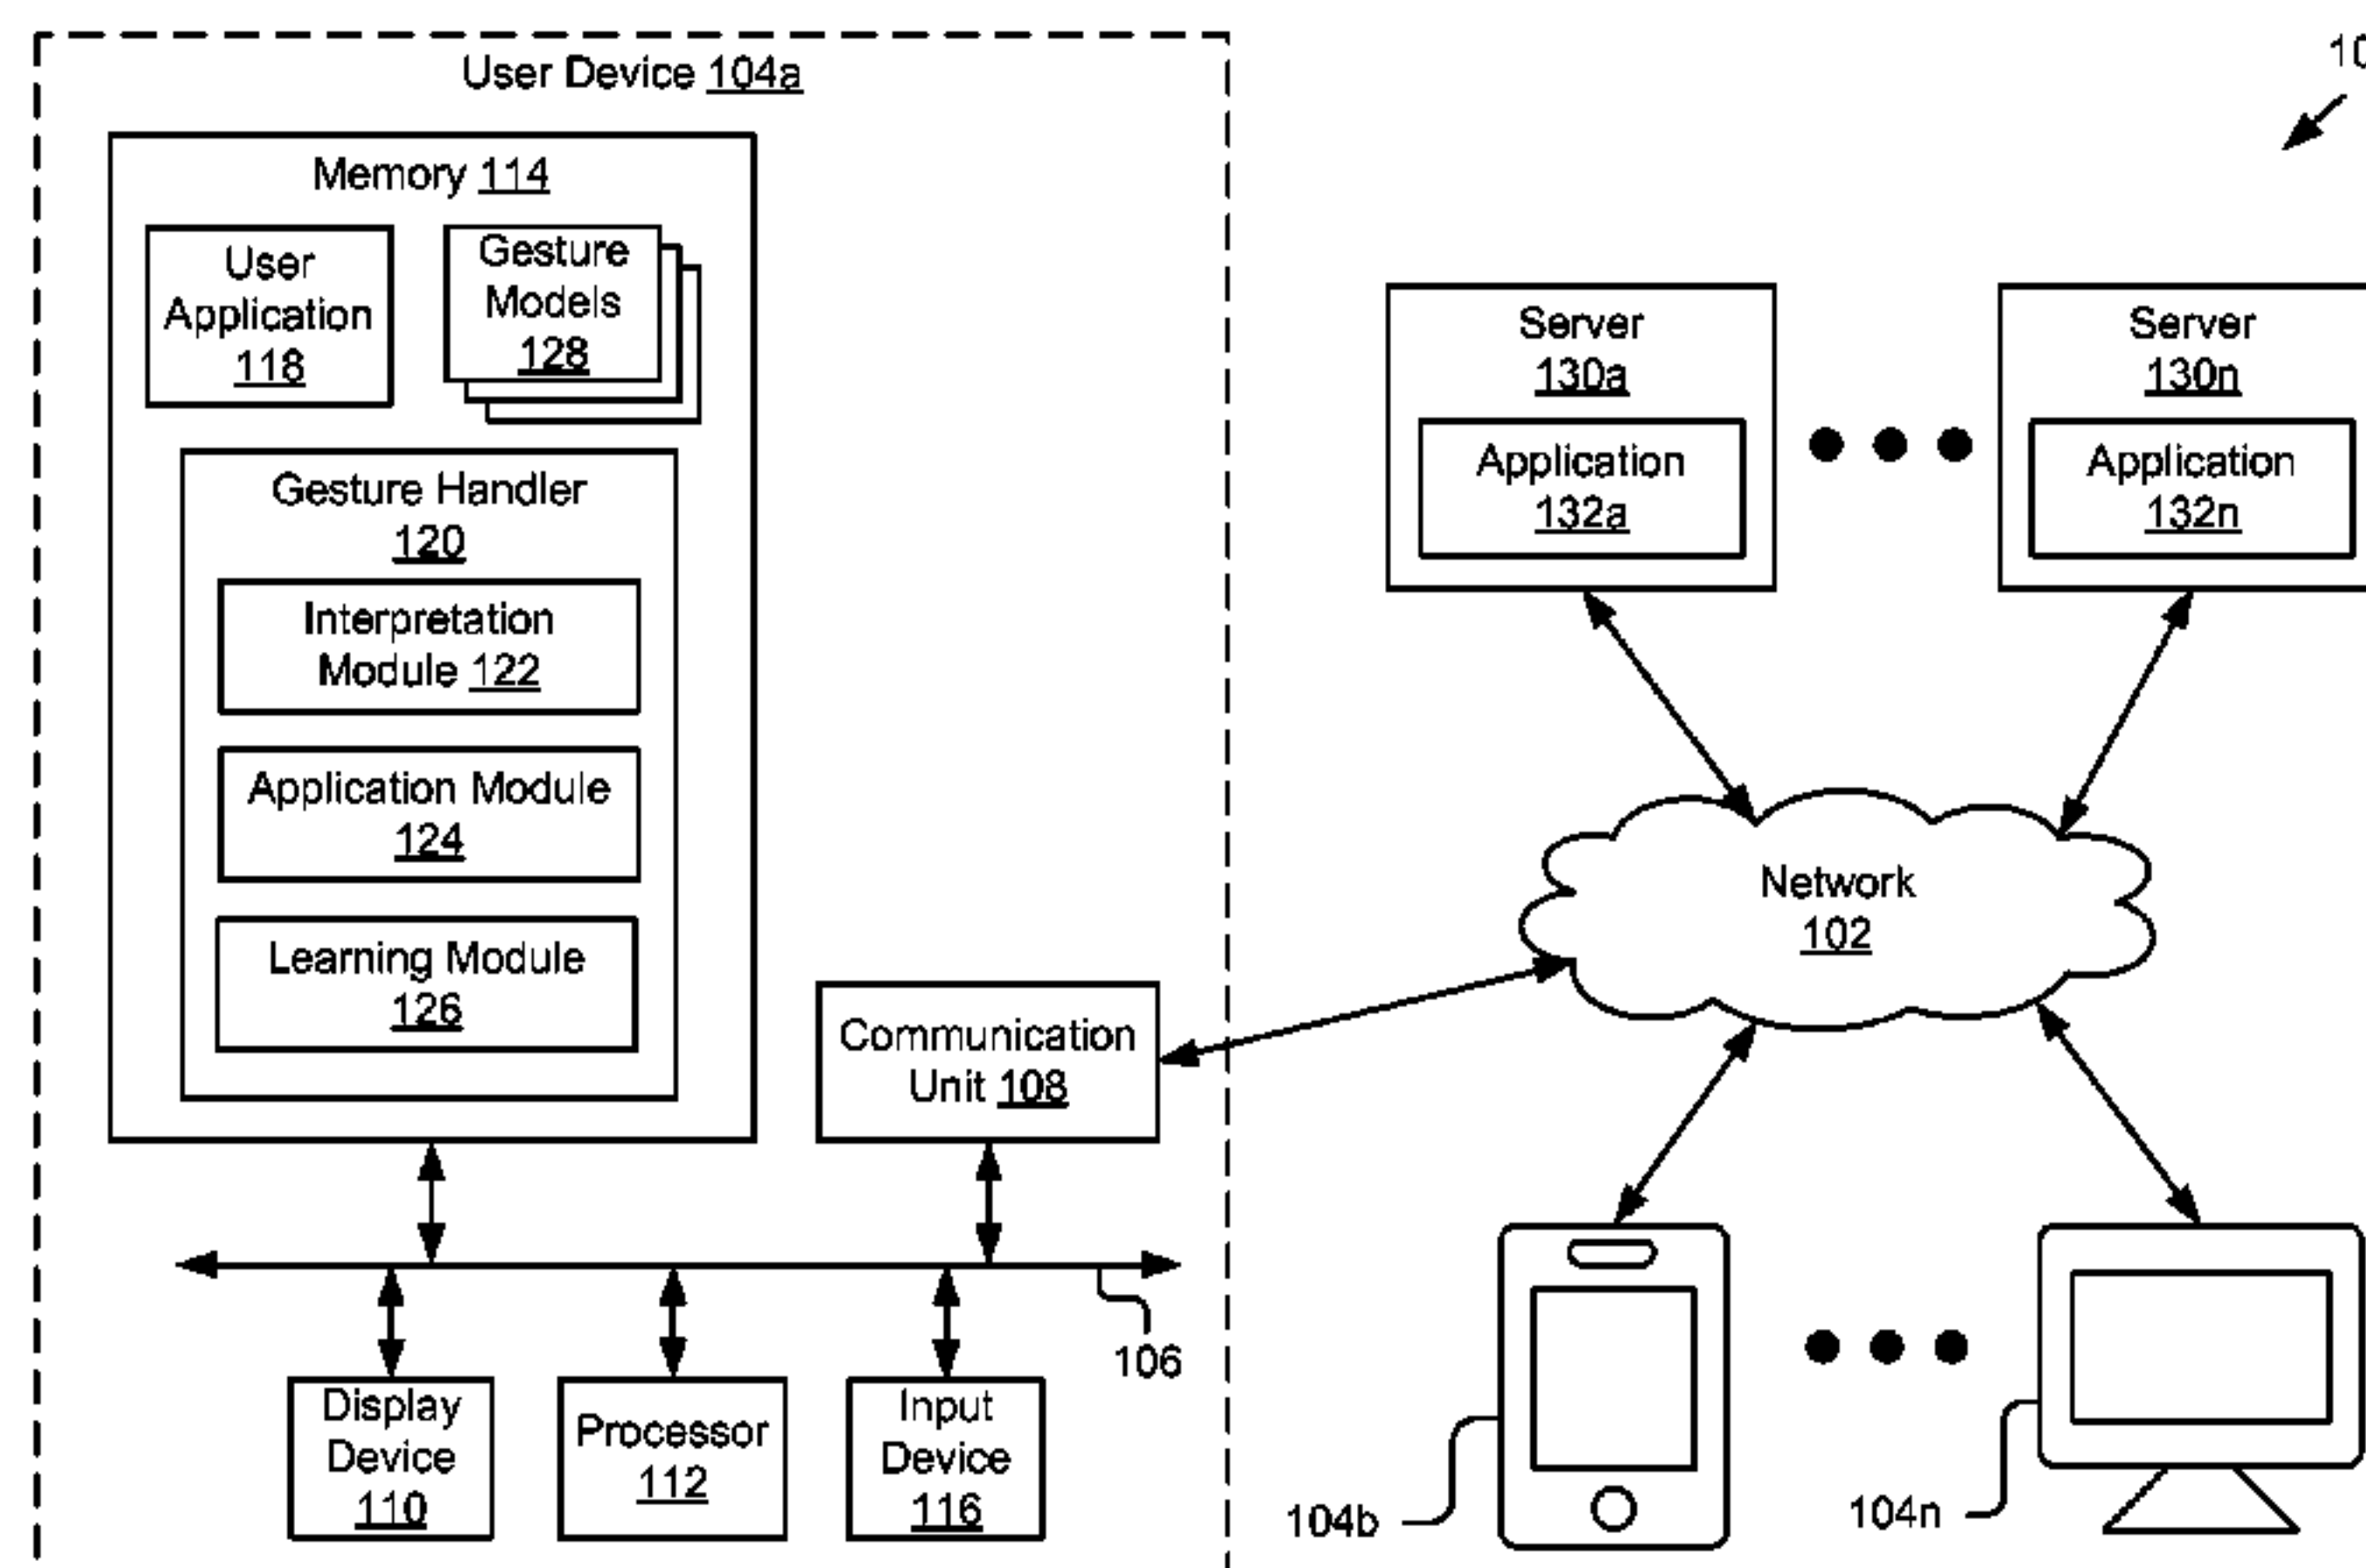 User Device 104a
Memory 114
User
Application
118
Gesture
Models
128
Gesture Handler
120
Interpretation
Module 122
Application Module
124
Learning Module
126
Communication
Unit 108
106
Display
Device
110
Processor
112
Input
Device
116
Server
130a
Application
132a
Server
130n
Application
132n
Network
102
104b
104n